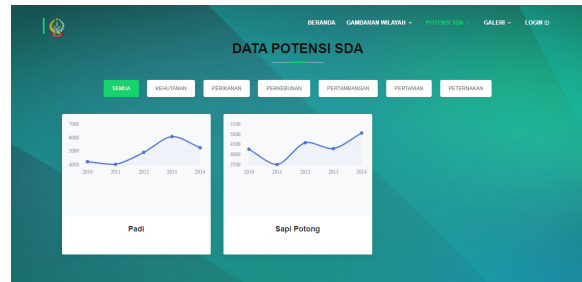 BERANDA GAMBARAN WILAYAH POTENSI SDA GALERI LOGIN
DATA POTENSI SDA
SEMUA KEHUTANAN PERIKANAN PERKEBUNAN PERTAMBANGAN PERTANIAN PETERNAKAN
7000
6000
5000
4000
2010 2011 2012 2013 2014
Padi
5500
5000
4500
4000
3500
2010 2011 2012 2013 2014
Sapi Potong